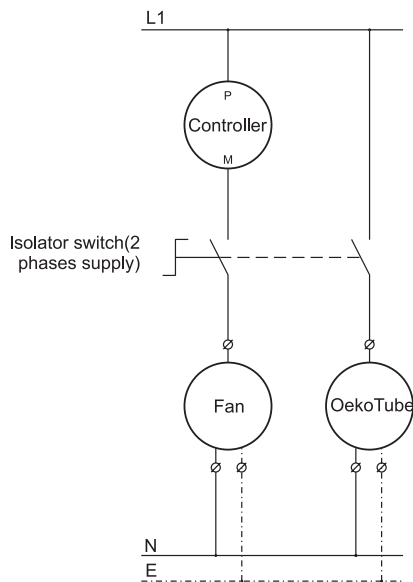 L1
P
Controller
M
Isolator switch(2
phases supply)
Fan
OekoTube
N
E